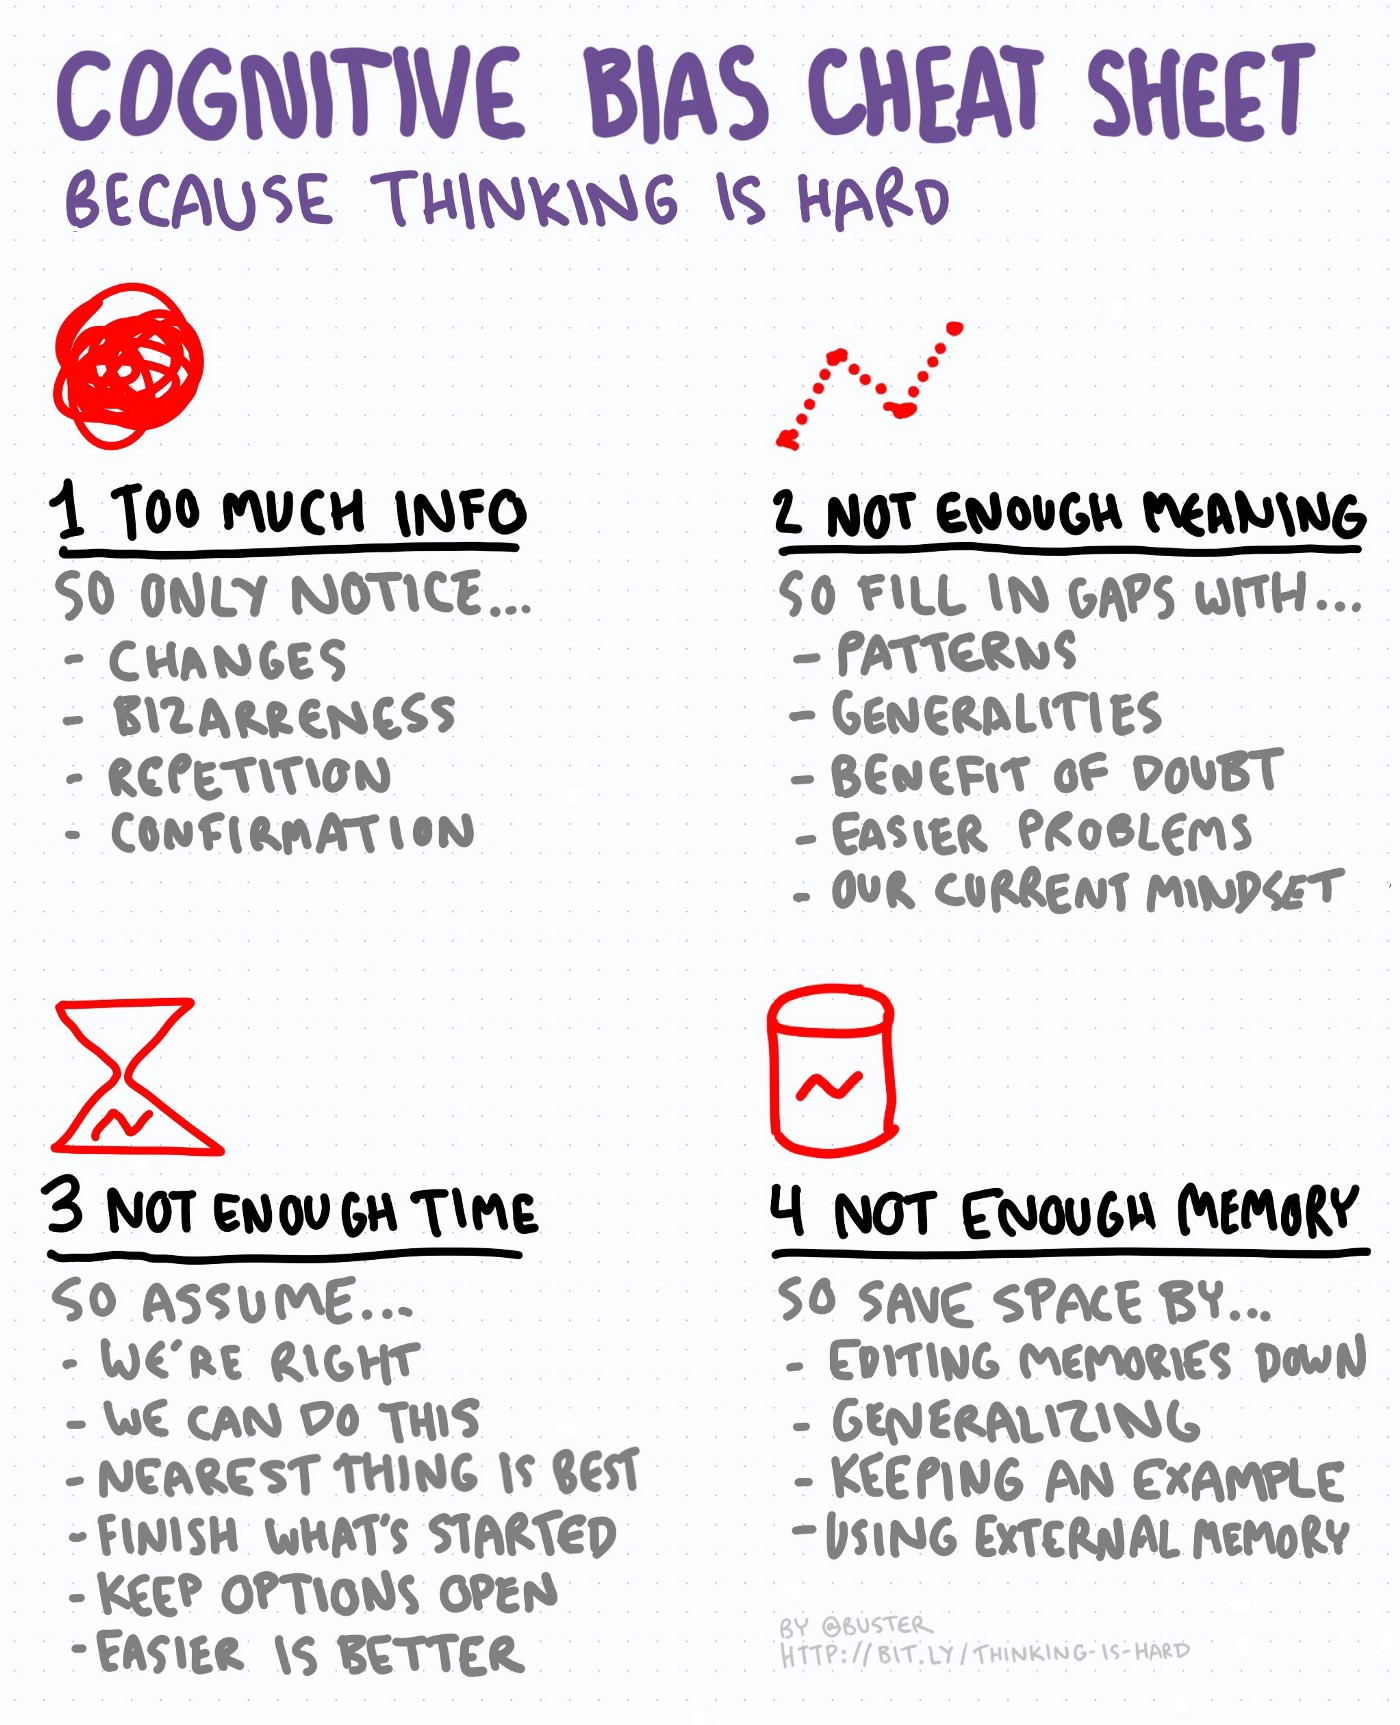 COGNITIVE BIAS CHEAT SHEET
BECAUSE THINKING IS HARD
1 TOO MUCH INFO
SO ONLY NOTICE...
- CHANGES
- BIZARRENESS
- REPETITION
- CONFIRMATION
2 NOT ENOUGH MEANING
SO FILL IN GAPS WITH...
- PATTERNS
- GENERALITIES
- BENEFIT OF DOUBT
- EASIER PROBLEMS
- OUR CURRENT MINDSET
3 NOT ENOUGH TIME
SO ASSUME...
- WE'RE RIGHT
- WE CAN DO THIS
- NEAREST THING IS BEST
- FINISH WHAT'S STARTED
- KEEP OPTIONS OPEN
- EASIER IS BETTER
4 NOT ENOUGH MEMORY
SO SAVE SPACE BY...
- EDITING MEMORIES DOWN
- GENERALIZING
- KEEPING AN EXAMPLE
- USING EXTERNAL MEMORY
BY @BUSTER
HTTP://BIT.LY/THINKING-IS-HARD